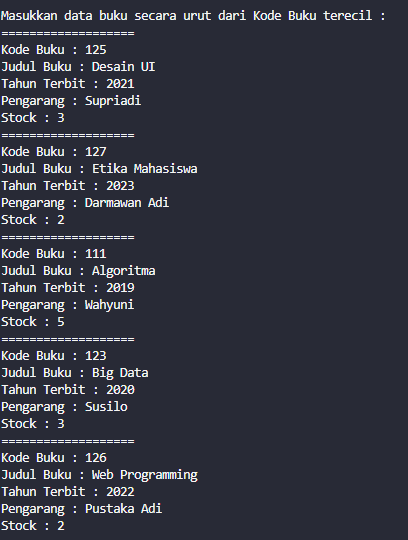 Masukkan data buku secara urut dari Kode Buku terecil :
===================
Kode Buku : 125
Judul Buku : Desain UI
Tahun Terbit : 2021
Pengarang : Supriadi
Stock : 3
===================
Kode Buku : 127
Judul Buku : Etika Mahasiswa
Tahun Terbit : 2023
Pengarang : Darmawan Adi
Stock : 2
===================
Kode Buku : 111
Judul Buku : Algoritma
Tahun Terbit : 2019
Pengarang : Wahyuni
Stock : 5
===================
Kode Buku : 123
Judul Buku : Big Data
Tahun Terbit : 2020
Pengarang : Susilo
Stock : 3
===================
Kode Buku : 126
Judul Buku : Web Programming
Tahun Terbit : 2022
Pengarang : Pustaka Adi
Stock : 2